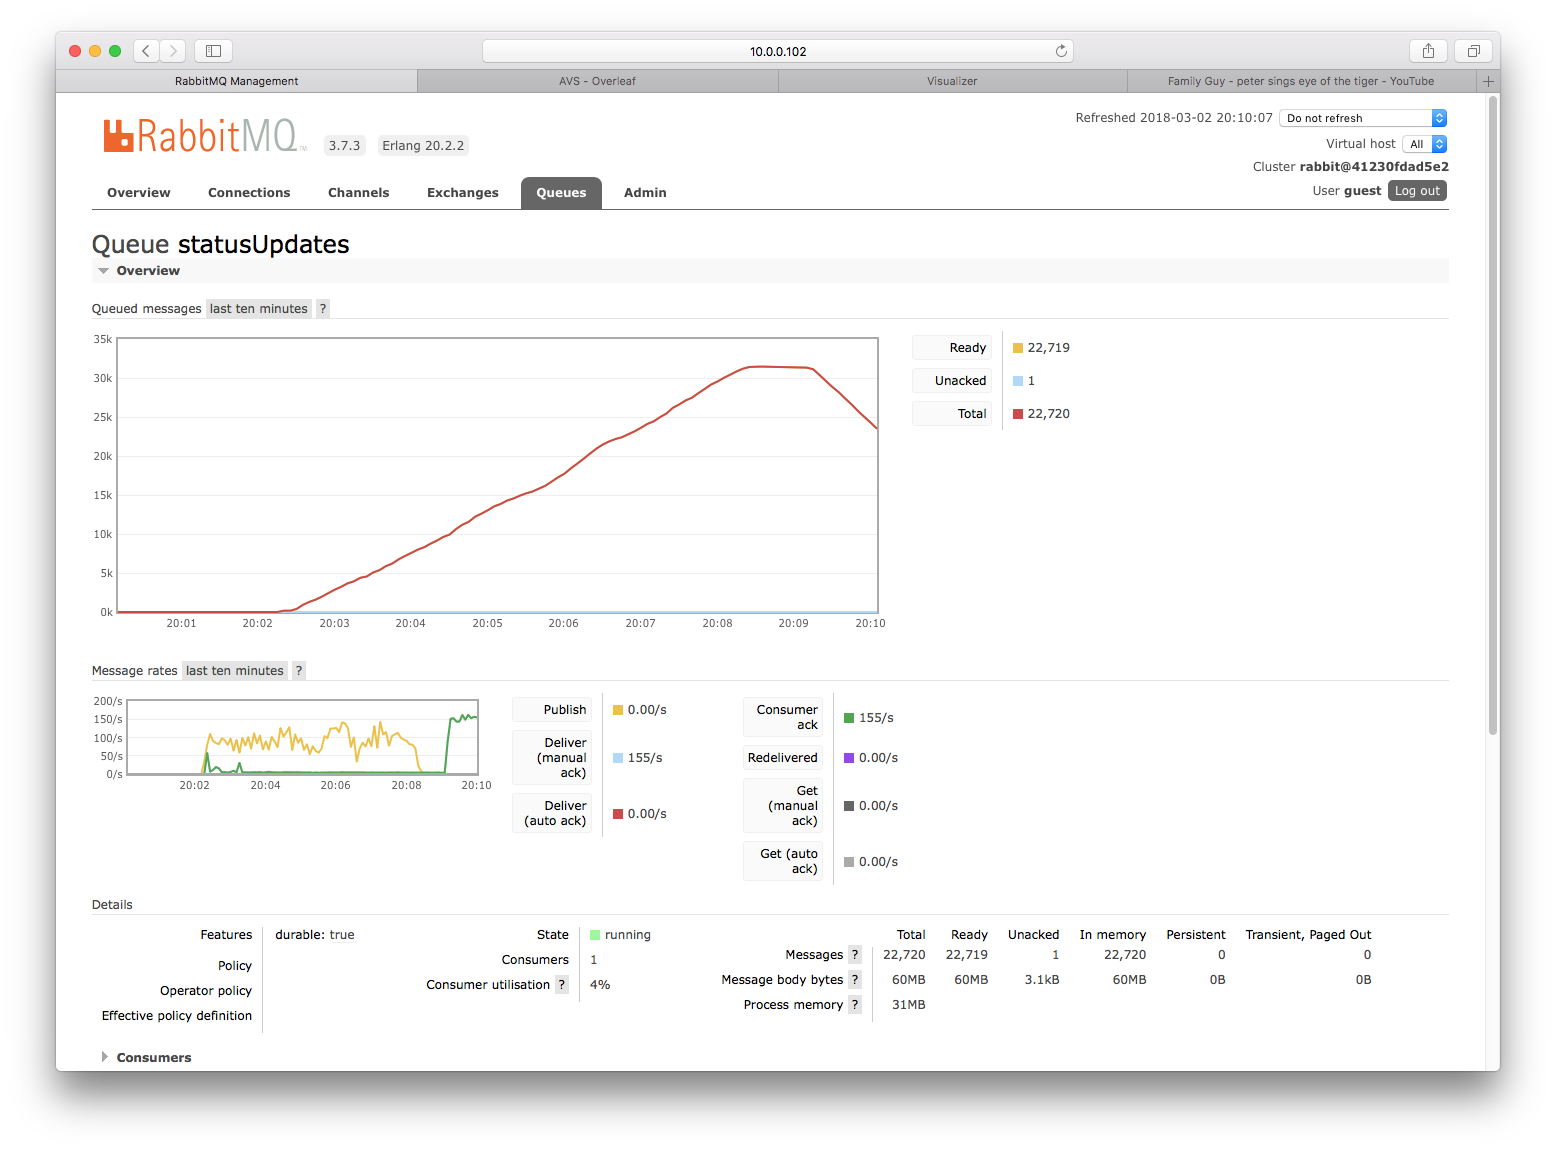 10.0.0.102
RabbitMQ Management
AVS - Overleaf
Visualizer
Family Guy - peter sings eye of the tiger - YouTube
RabbitMQ TM 3.7.3 Erlang 20.2.2
Refreshed 2018-03-02 20:10:07 Do not refresh
Virtual host All
Cluster rabbit@41230fdad5e2
User guest Log out
Overview Connections Channels Exchanges Queues Admin
Queue statusUpdates
Overview
Queued messages last ten minutes ?
35k
30k
25k
20k
15k
10k
5k
0k
20:01 20:02 20:03 20:04 20:05 20:06 20:07 20:08 20:09 20:10
Ready 22,719
Unacked 1
Total 22,720
Message rates last ten minutes ?
200/s
150/s
100/s
50/s
0/s
20:02 20:04 20:06 20:08 20:10
Publish 0.00/s
Deliver
(manual 155/s
ack)
Deliver
(auto ack) 0.00/s
Consumer
ack 155/s
Redelivered 0.00/s
Get
(manual 0.00/s
ack)
Get (auto
ack) 0.00/s
Details
Features durable: true
Policy
Operator policy
Effective policy definition
State running
Consumers 1
Consumer utilisation ? 4%
Total Ready Unacked In memory Persistent Transient, Paged Out
Messages ? 22,720 22,719 1 22,720 0 0
Message body bytes ? 60MB 60MB 3.1kB 60MB 0B 0B
Process memory ? 31MB
Consumers